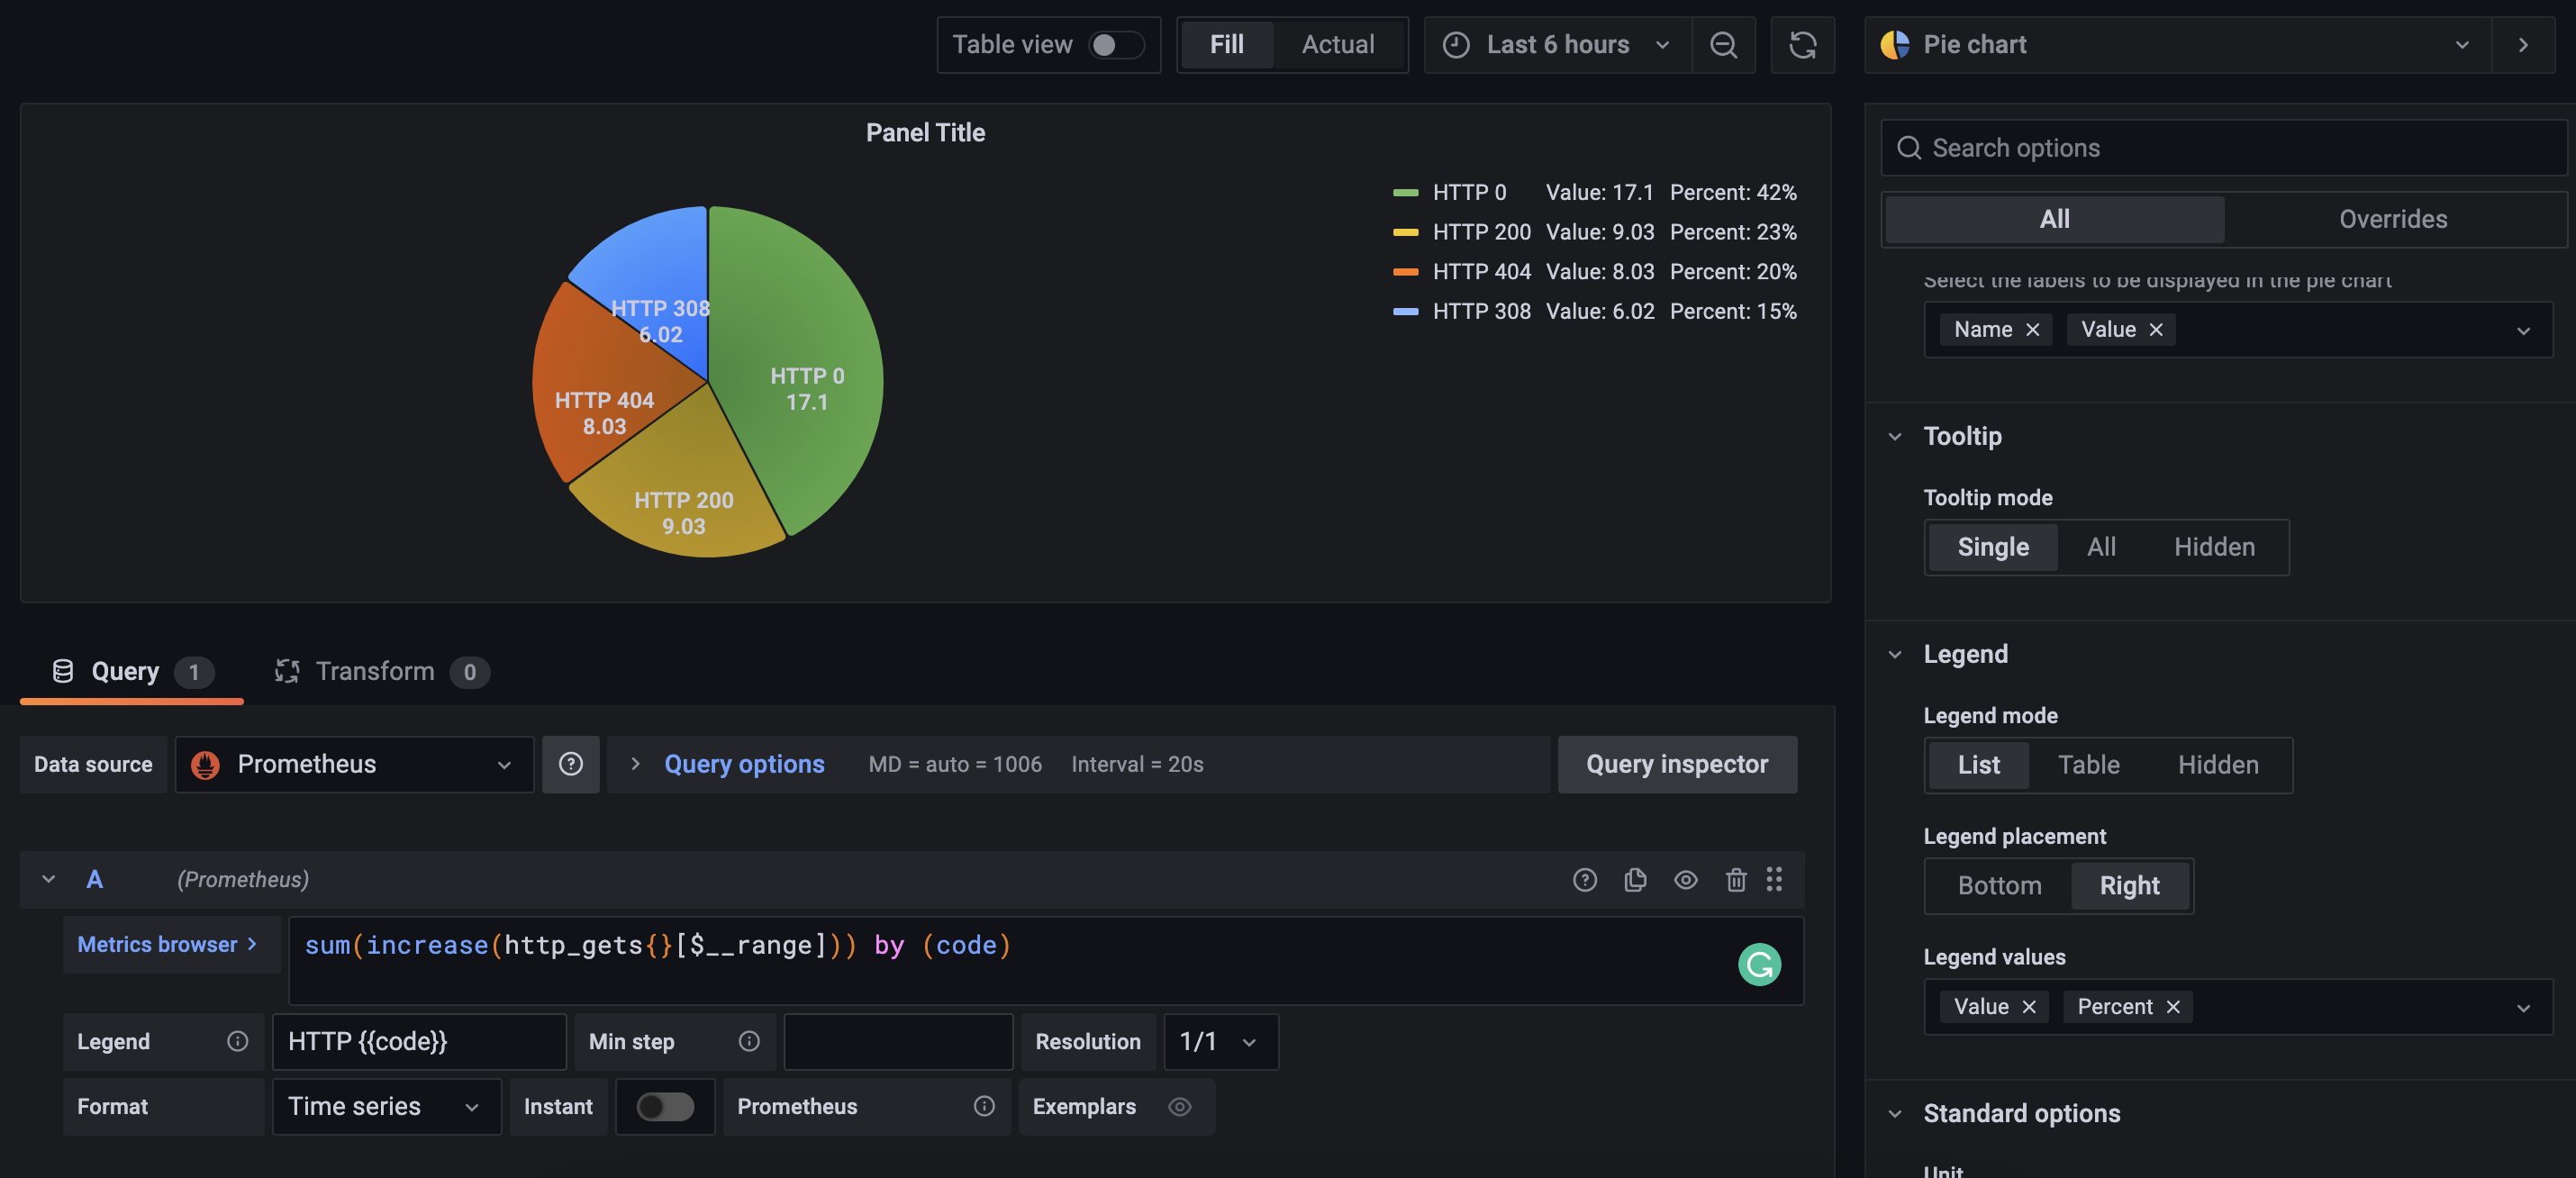 Table view
Fill Actual
Last 6 hours
Pie chart
Panel Title
HTTP 0 Value: 17.1 Percent: 42%
HTTP 200 Value: 9.03 Percent: 23%
HTTP 404 Value: 8.03 Percent: 20%
HTTP 308 Value: 6.02 Percent: 15%
HTTP 308
6.02
HTTP 0
17.1
HTTP 404
8.03
HTTP 200
9.03
Search options
All Overrides
Select the labels to be displayed in the pie chart
Name Value
Tooltip
Tooltip mode
Single All Hidden
Legend
Legend mode
List Table Hidden
Legend placement
Bottom Right
Legend values
Value Percent
Standard options
Unit
Query 1 Transform 0
Data source Prometheus Query options MD = auto = 1006 Interval = 20s Query inspector
A (Prometheus)
Metrics browser > sum(increase(http_gets{}[$__range])) by (code)
Legend HTTP {{code}} Min step Resolution 1/1
Format Time series Instant Prometheus Exemplars